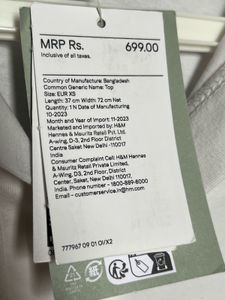 MRP Rs. 699.00
Inclusive of all taxes.
Country of Manufacture: Bangladesh
Common Generic Name: Top
Size: EUR XS
Length: 37 cm Width: 72 cm Net
Quantity: 1 N Date of Manufacturing
10-2023
Month and Year of Import: 11-2023
Marketed and Imported by: H&M
Hennes & Mauritz Retail Pvt. Ltd.
A-wing, D-3, 2nd Floor District
Centre Saket New Delhi -110017
India
Consumer Complaint Cell: H&M Hennes
& Mauritz Retail Private Limited,
A-Wing, D3, 2nd Floor, District
Center, Saket, New Delhi 110017,
India. Phone number - 1800-889-8000
Email -
customerservice.in@hm.com
777967 09 01 01/X2